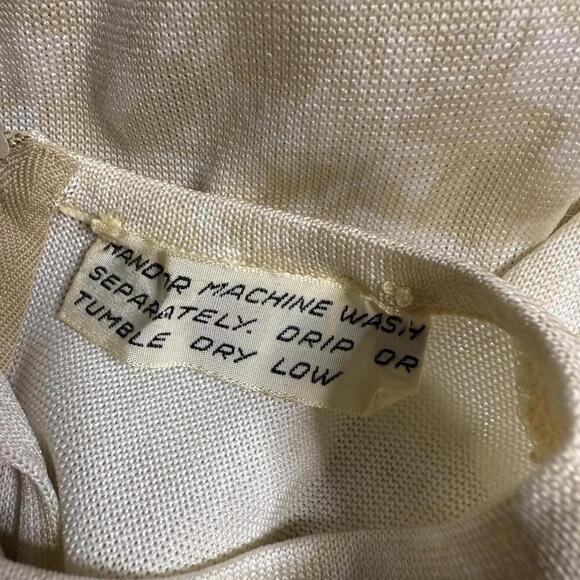 HAND OR MACHINE WASH
SEPARATELY. DRIP OR
TUMBLE DRY LOW